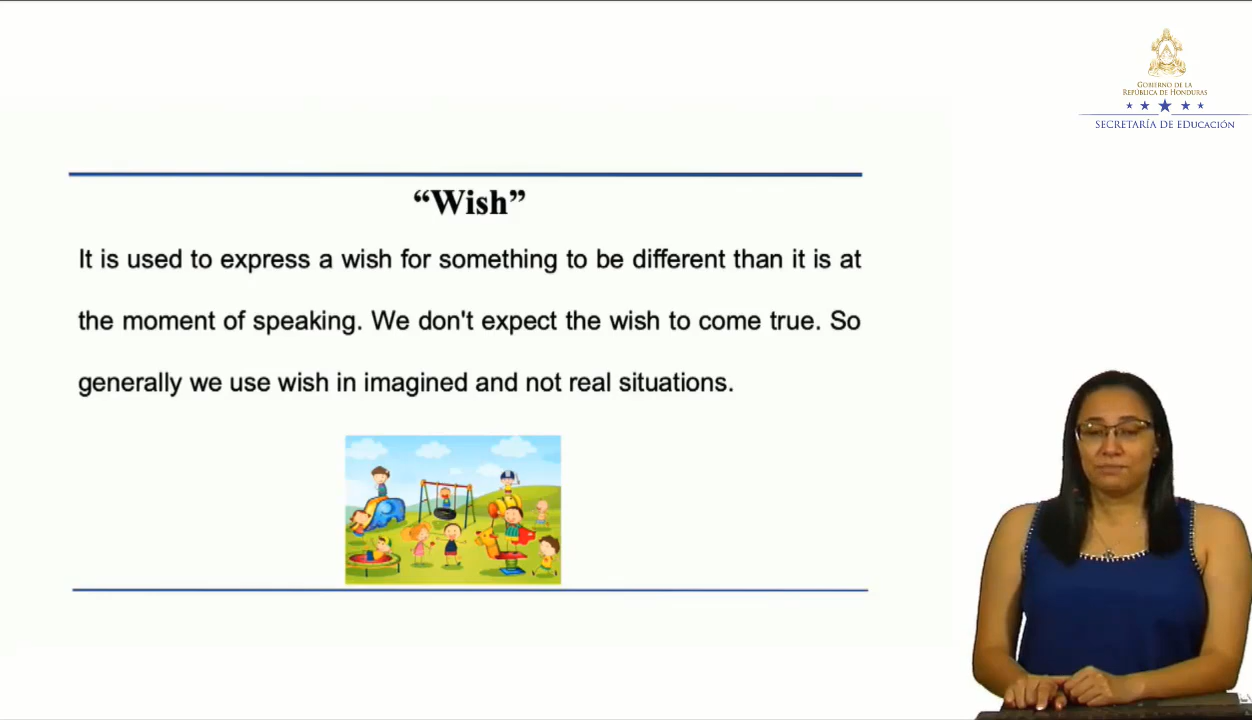 GOBIERNO DE LA
REPÚBLICA DE HONDURAS
SECRETARÍA DE EDUCACIÓN
“Wish”
It is used to express a wish for something to be different than it is at
the moment of speaking. We don't expect the wish to come true. So
generally we use wish in imagined and not real situations.